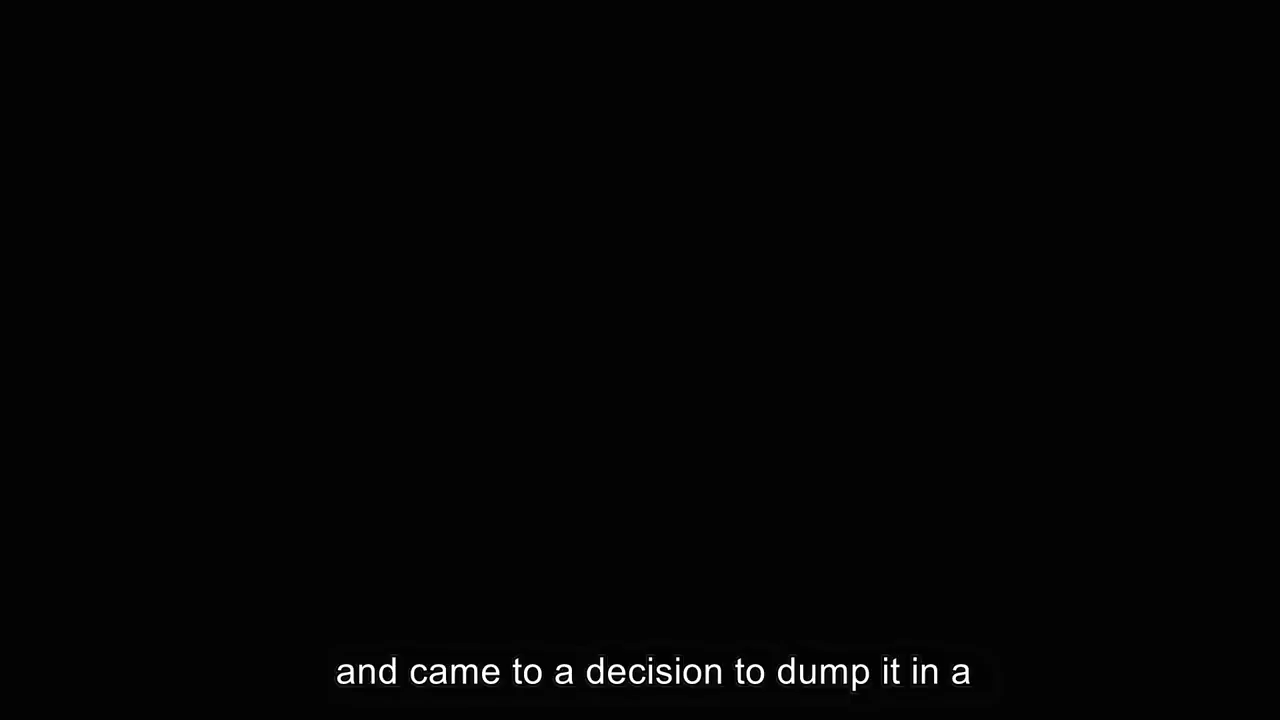 and came to a decision to dump it in a